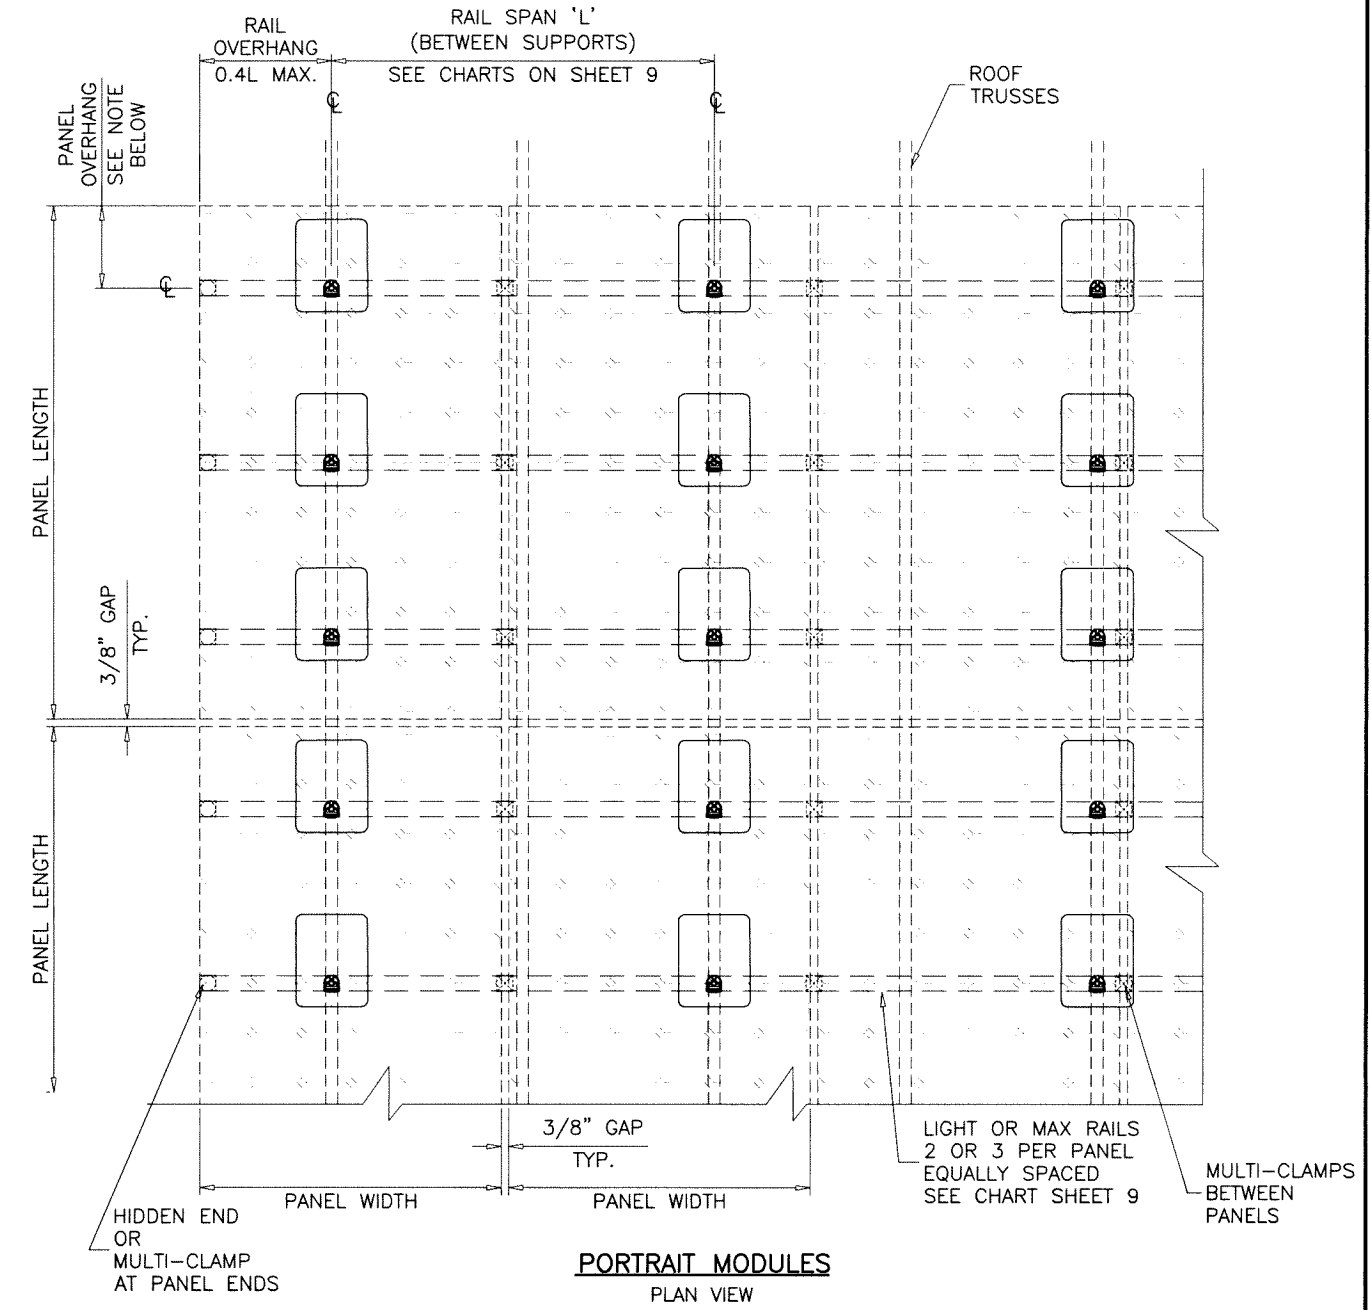 RAIL
OVERHANG
0.4L MAX.
RAIL SPAN 'L'
(BETWEEN SUPPORTS)
SEE CHARTS ON SHEET 9
ROOF
TRUSSES
PANEL
OVERHANG
SEE NOTE
BELOW
℄
℄
℄
PANEL LENGTH
3/8" GAP
TYP.
PANEL LENGTH
3/8" GAP
TYP.
PANEL WIDTH
PANEL WIDTH
LIGHT OR MAX RAILS
2 OR 3 PER PANEL
EQUALLY SPACED
SEE CHART SHEET 9
MULTI-CLAMPS
BETWEEN
PANELS
HIDDEN END
OR
MULTI-CLAMP
AT PANEL ENDS
PORTRAIT MODULES
PLAN VIEW